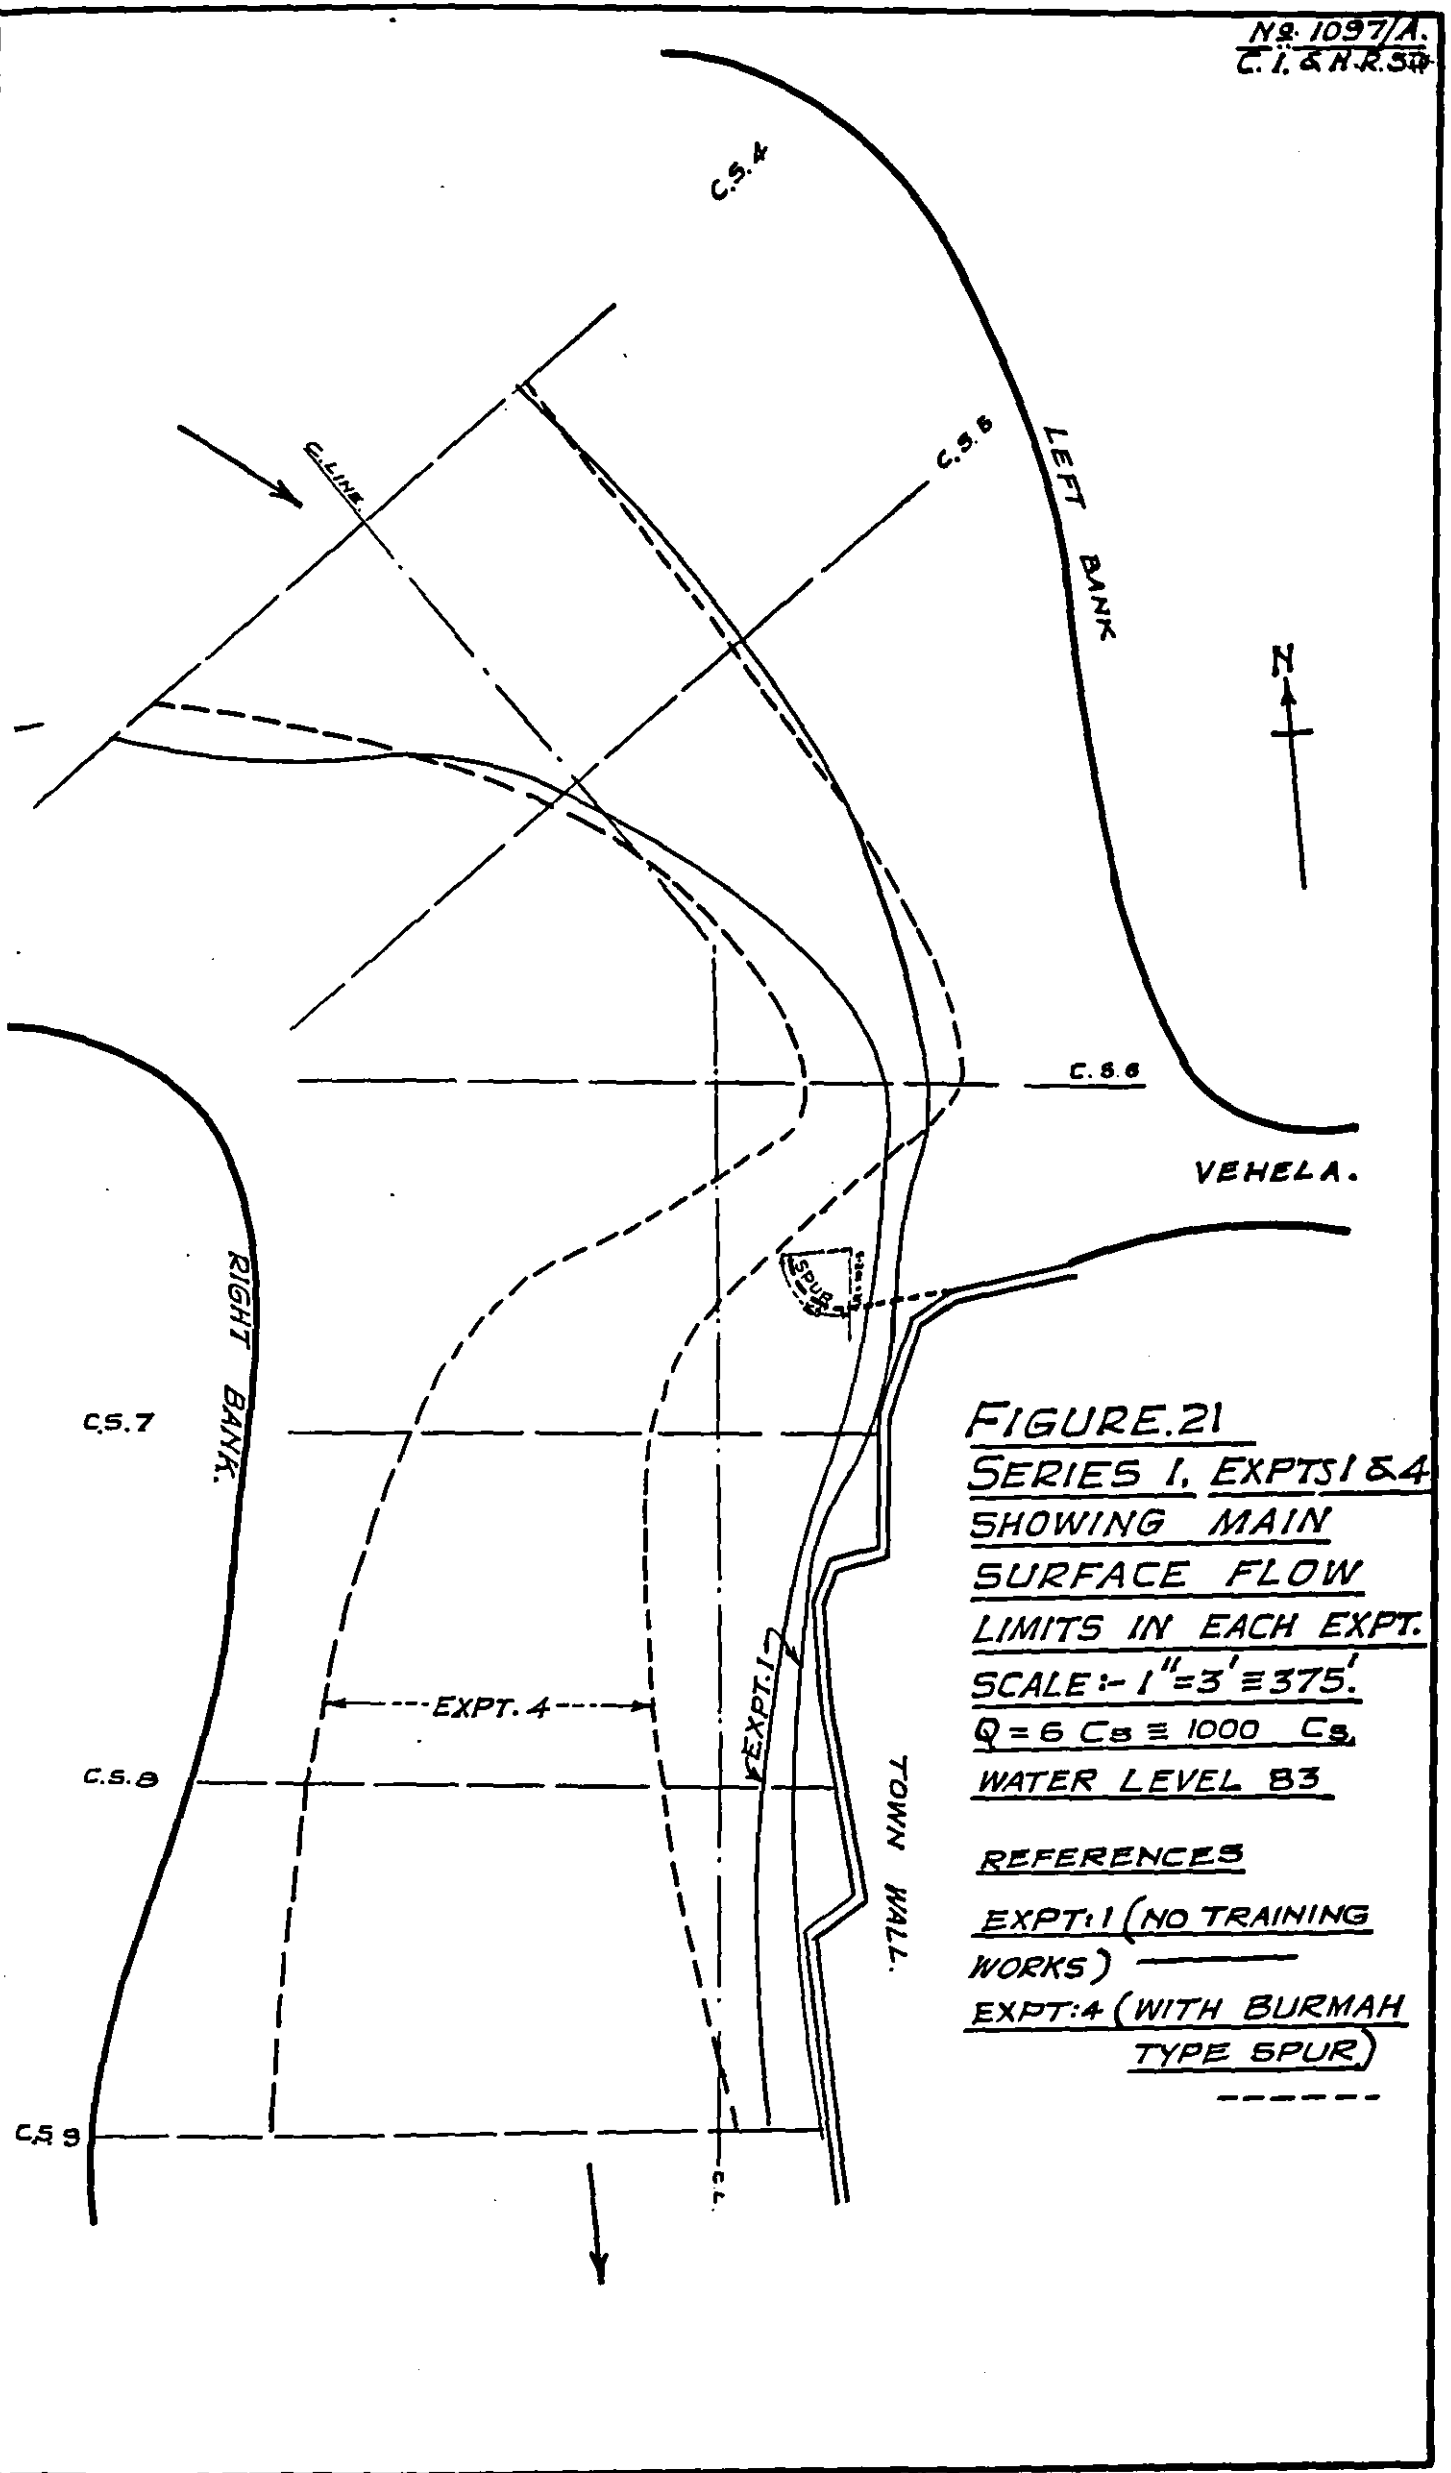 No. 1097/A.
C.I. & H.R.SD
C.S.4
C.LINE.
C.S.5
LEFT BANK
N
C.S.6
VEHELA.
SPUR
RIGHT BANK.
C.S.7
FIGURE.21
SERIES 1, EXPTS 1 & 4
SHOWING MAIN
SURFACE FLOW
LIMITS IN EACH EXPT.
SCALE:- 1"=3' ≡ 375'.
Q = 6 Cs ≡ 1000 Cs.
WATER LEVEL 83
EXPT.1
EXPT.4
C.S.8
TOWN WALL.
REFERENCES
EXPT:1 (NO TRAINING
WORKS)
EXPT:4 (WITH BURMAH
TYPE SPUR)
C.S 9
C.L.